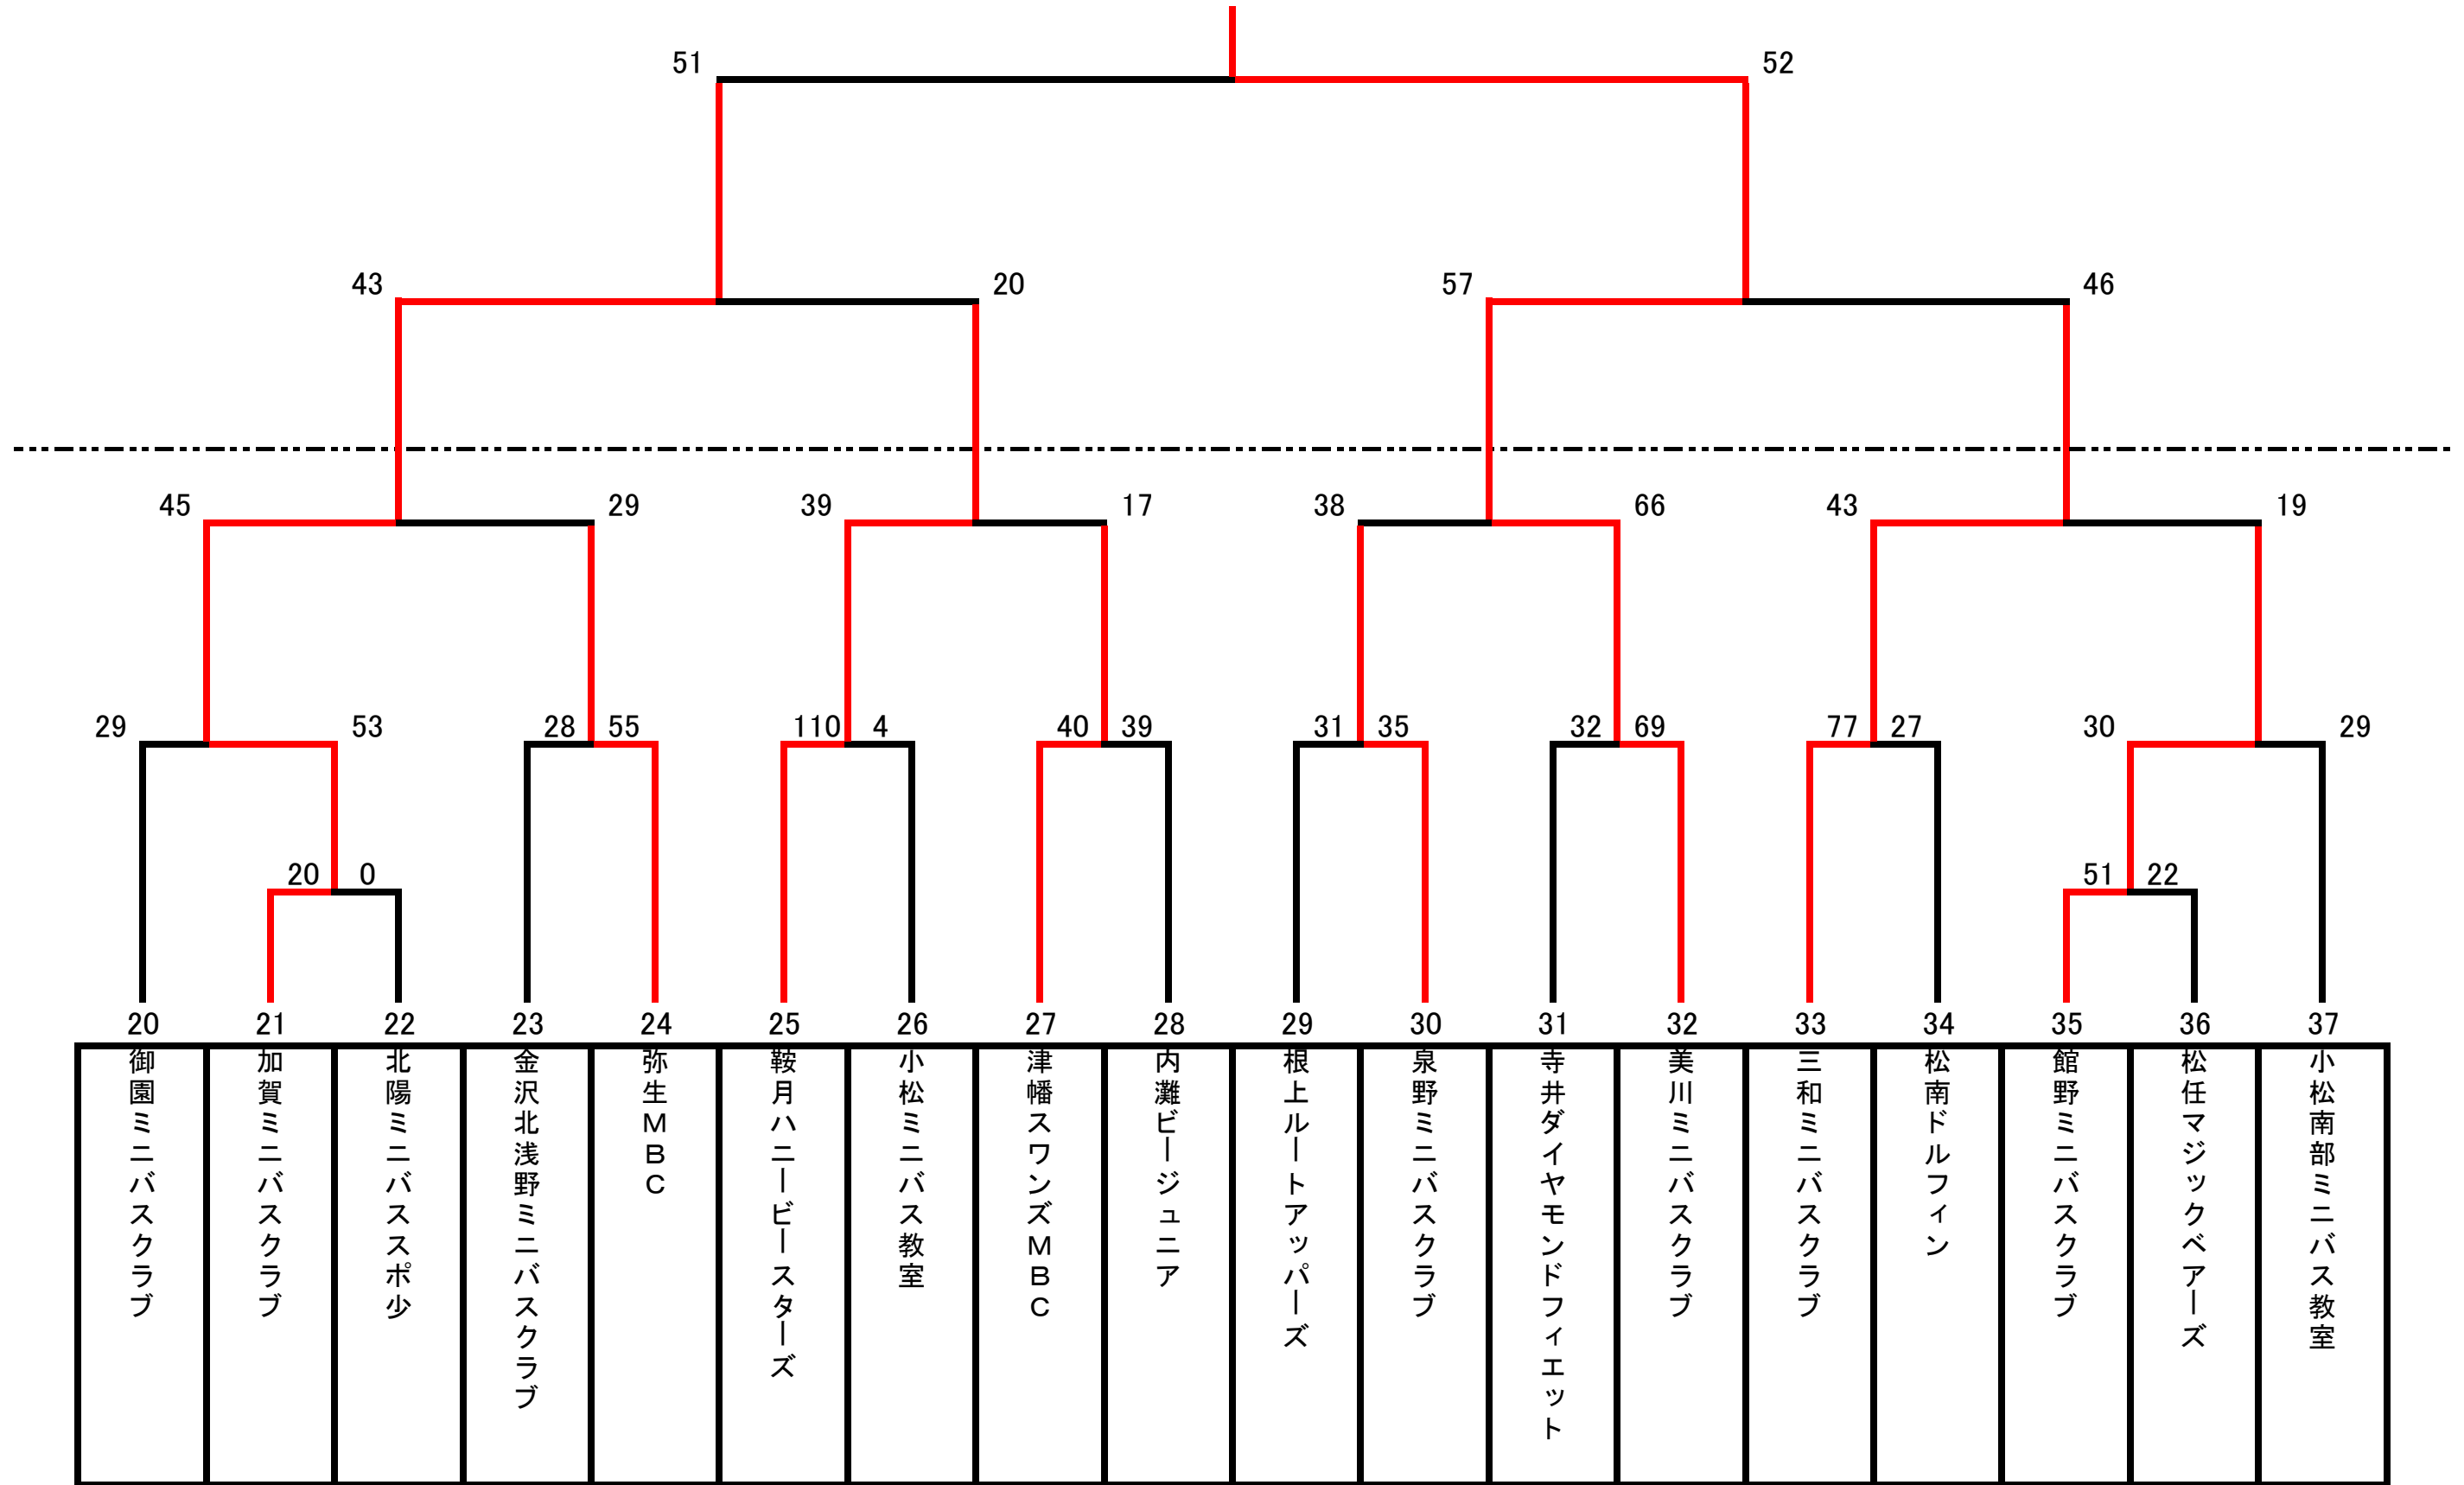 51 52
43 20 57 46
45 29 39 17 38 66 43 19
29 53 28 55 110 4 40 39 31 35 32 69 77 27 30 29
20 0 51 22
20 21 22 23 24 25 26 27 28 29 30 31 32 33 34 35 36 37
御園ミニバスクラブ
加賀ミニバスクラブ
北陽ミニバススポ少
金沢北浅野ミニバスクラブ
弥生MBC
鞍月ハニービースターズ
小松ミニバス教室
津幡スワンズMBC
内灘ビージュニア
根上ルートアッパーズ
泉野ミニバスクラブ
寺井ダイヤモンドフィエット
美川ミニバスクラブ
三和ミニバスクラブ
松南ドルフィン
館野ミニバスクラブ
松任マジックベアーズ
小松南部ミニバス教室